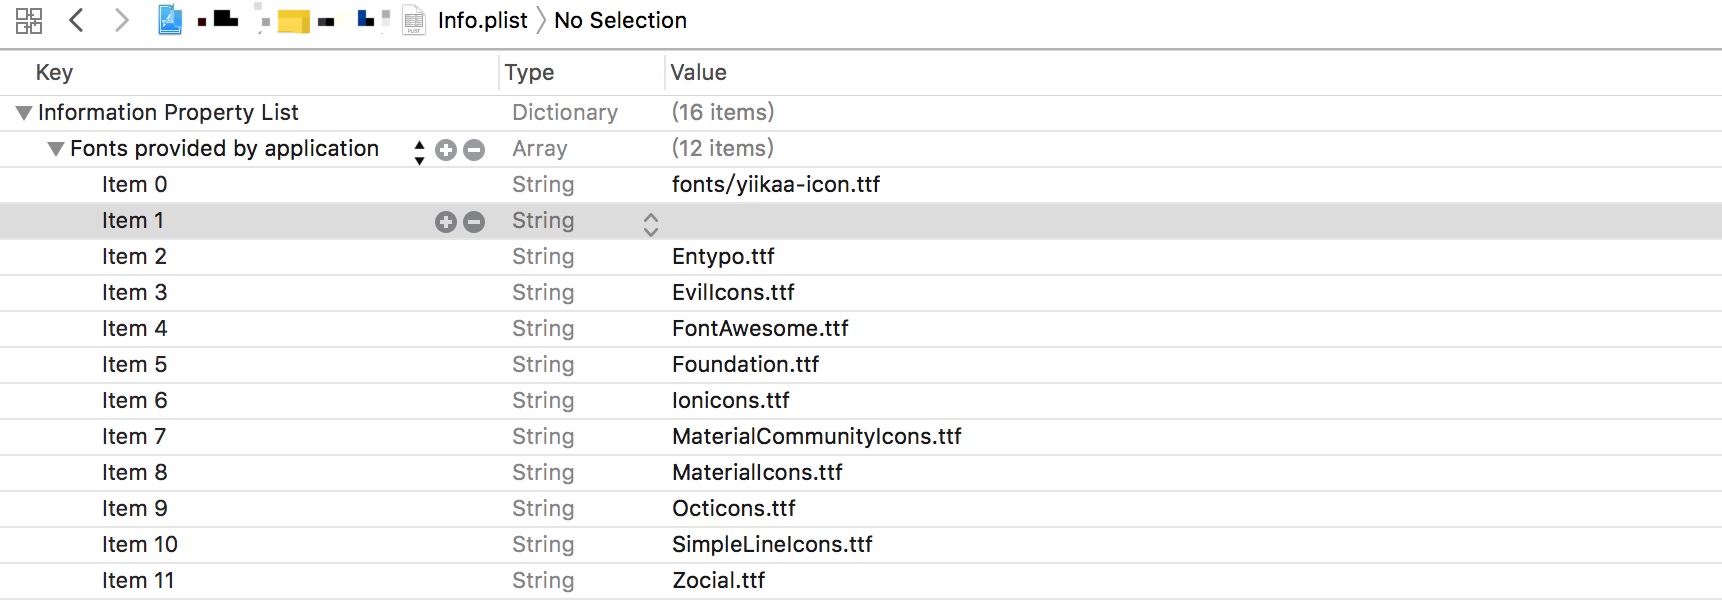 Info.plist No Selection
Key Type Value
Information Property List Dictionary (16 items)
Fonts provided by application Array (12 items)
Item 0 String fonts/yiikaa-icon.ttf
Item 1 String
Item 2 String Entypo.ttf
Item 3 String EvilIcons.ttf
Item 4 String FontAwesome.ttf
Item 5 String Foundation.ttf
Item 6 String Ionicons.ttf
Item 7 String MaterialCommunityIcons.ttf
Item 8 String MaterialIcons.ttf
Item 9 String Octicons.ttf
Item 10 String SimpleLineIcons.ttf
Item 11 String Zocial.ttf